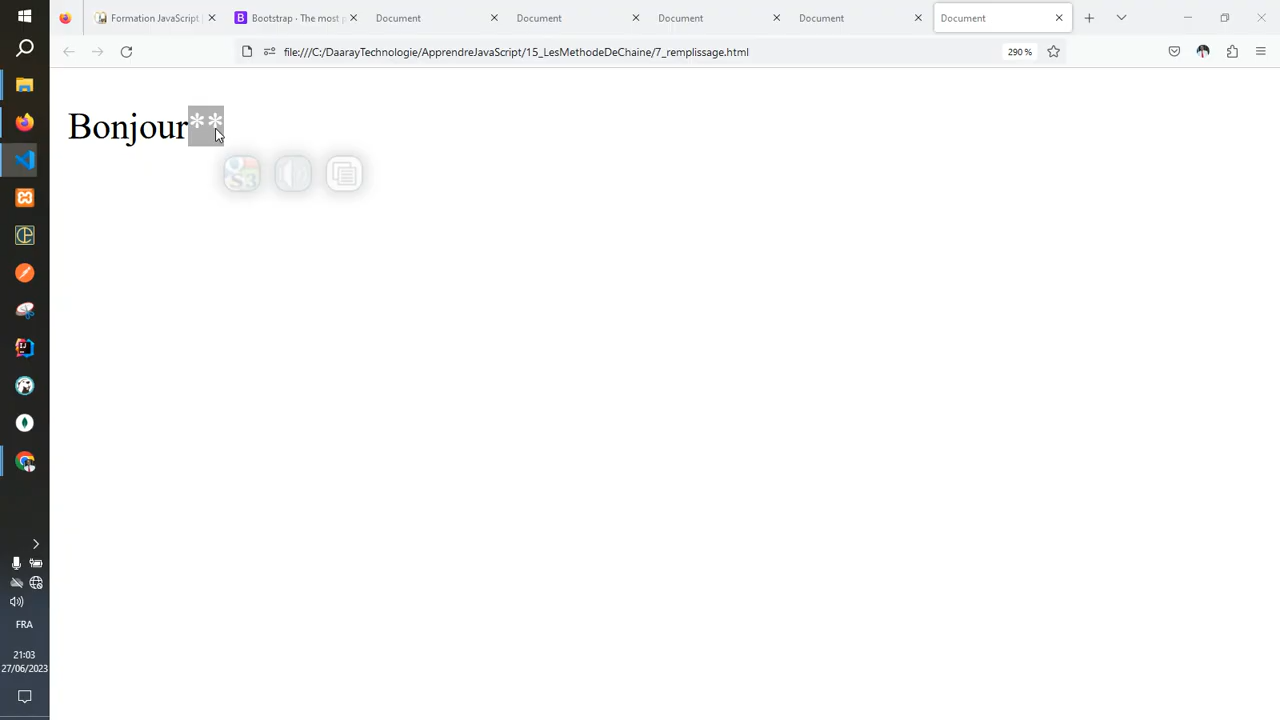 Formation JavaScript
Bootstrap · The most p
Document
Document
Document
Document
Document
file:///C:/DaarayTechnologie/ApprendreJavaScript/15_LesMethodeDeChaine/7_remplissage.html
290 %
Bonjour**
S3
FRA
21:03
27/06/2023